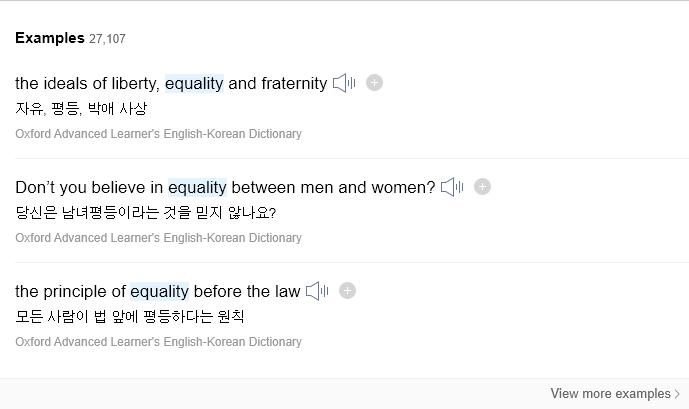 Examples 27,107
the ideals of liberty, equality and fraternity
자유, 평등, 박애 사상
Oxford Advanced Learner's English-Korean Dictionary
Don’t you believe in equality between men and women?
당신은 남녀평등이라는 것을 믿지 않나요?
Oxford Advanced Learner's English-Korean Dictionary
the principle of equality before the law
모든 사람이 법 앞에 평등하다는 원칙
Oxford Advanced Learner's English-Korean Dictionary
View more examples